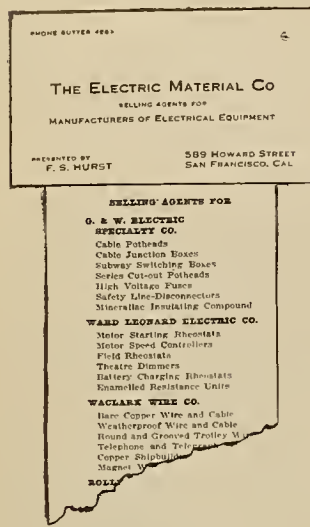 PHONE SUTTER
THE ELECTRIC MATERIAL CO
SELLING AGENTS FOR
MANUFACTURERS OF ELECTRICAL EQUIPMENT
PRESENTED BY
F. S. HURST
589 HOWARD STREET
SAN FRANCISCO, CAL
SELLING AGENTS FOR
G. & W. ELECTRIC
SPECIALTY CO.
Cable Potheads
Cable Junction Boxes
Subway Switching Boxes
Series Cut-out Potheads
High Voltage Fuses
Safety Line-Disconnectors
Minerallac Insulating Compound
WARD LEONARD ELECTRIC CO.
Motor Starting Rheostats
Motor Speed Controllers
Field Rheostats
Theatre Dimmers
Battery Charging Rheostats
Enamelled Resistance Units
WACLARK WIRE CO.
Bare Copper Wire and Cable
Weatherproof Wire and Cable
Round and Grooved Trolley
Telephone and
Copper
Magnet